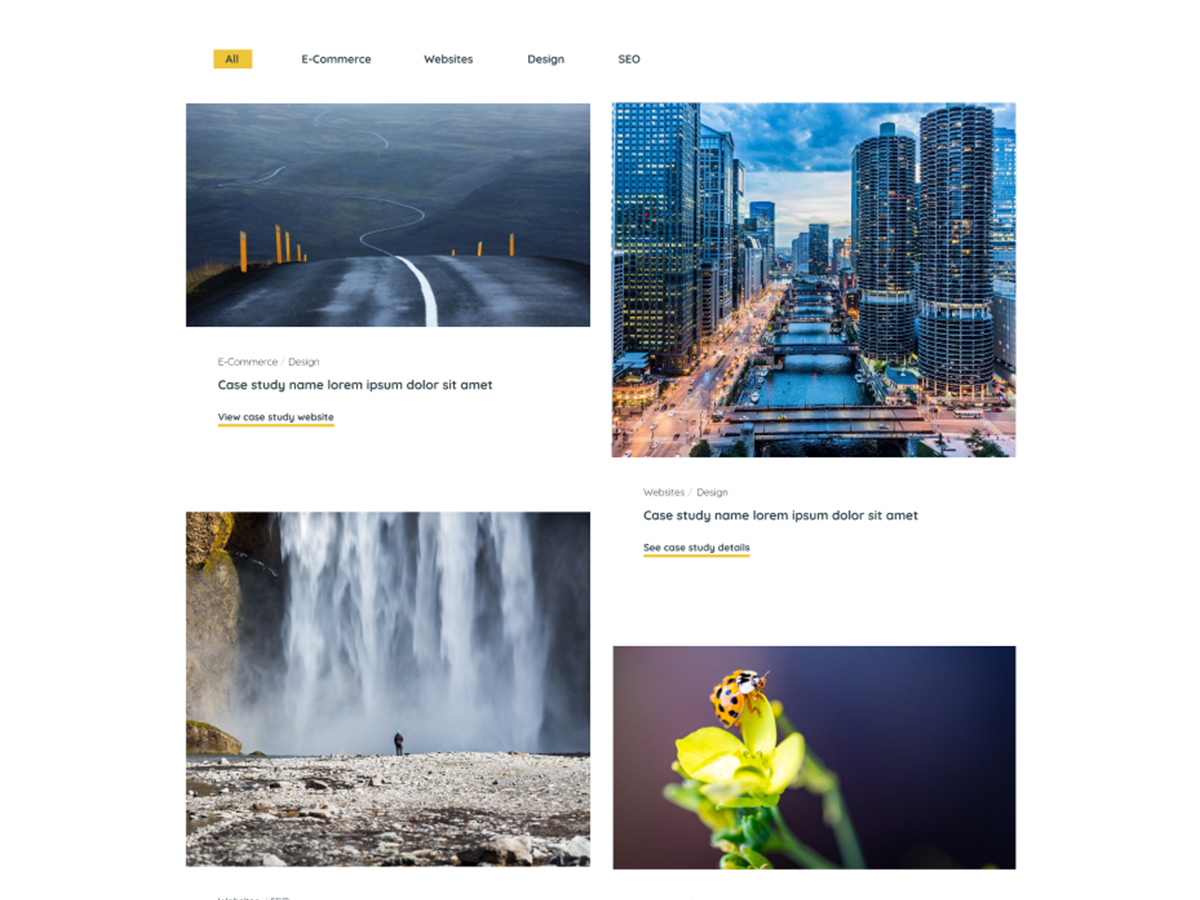 All E-Commerce Websites Design SEO
E-Commerce / Design
Case study name lorem ipsum dolor sit amet
View case study website
Websites / Design
Case study name lorem ipsum dolor sit amet
See case study details